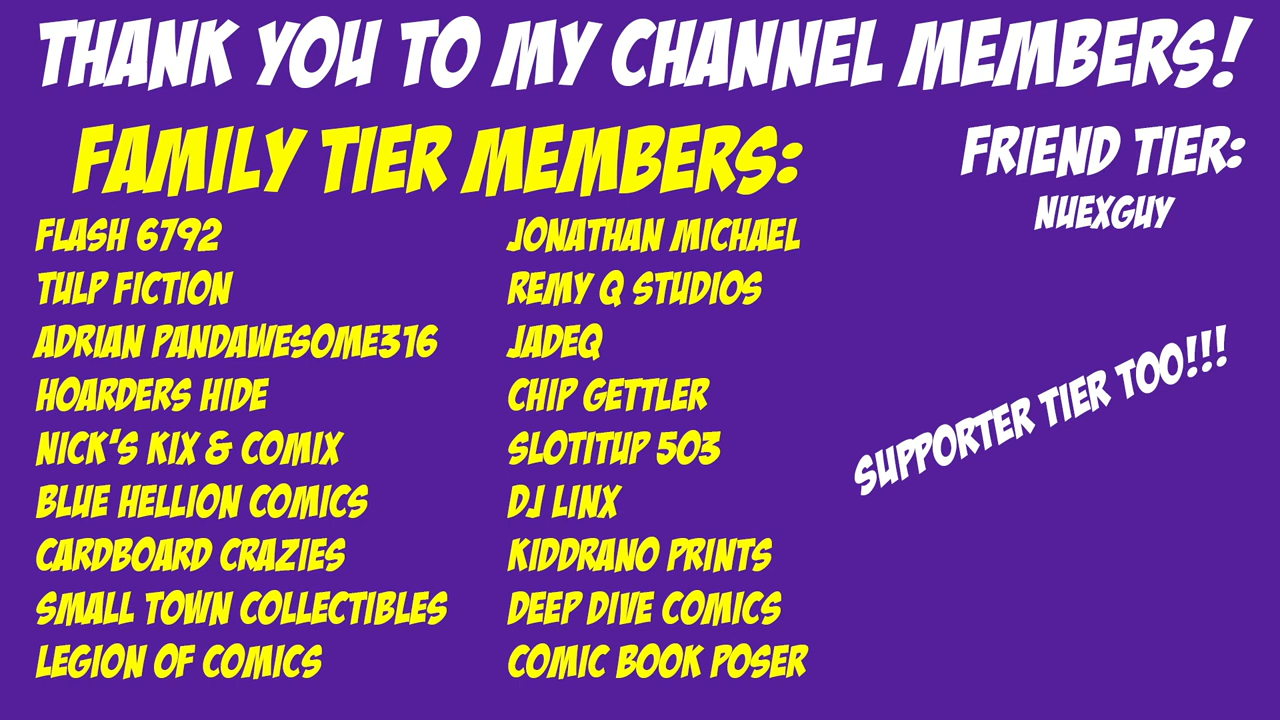 THANK YOU TO MY CHANNEL MEMBERS!
FAMILY TIER MEMBERS:
FLASH 6792
TULP FICTION
ADRIAN PANDAWESOME316
HOARDERS HIDE
NICK'S KIX & COMIX
BLUE HELLION COMICS
CARDBOARD CRAZIES
SMALL TOWN COLLECTIBLES
LEGION OF COMICS
JONATHAN MICHAEL
REMY Q STUDIOS
JADEQ
CHIP GETTLER
SLOTITUP 503
DJ LINX
KIDDRANO PRINTS
DEEP DIVE COMICS
COMIC BOOK POSER
FRIEND TIER:
NUEXGUY
SUPPORTER TIER TOO!!!